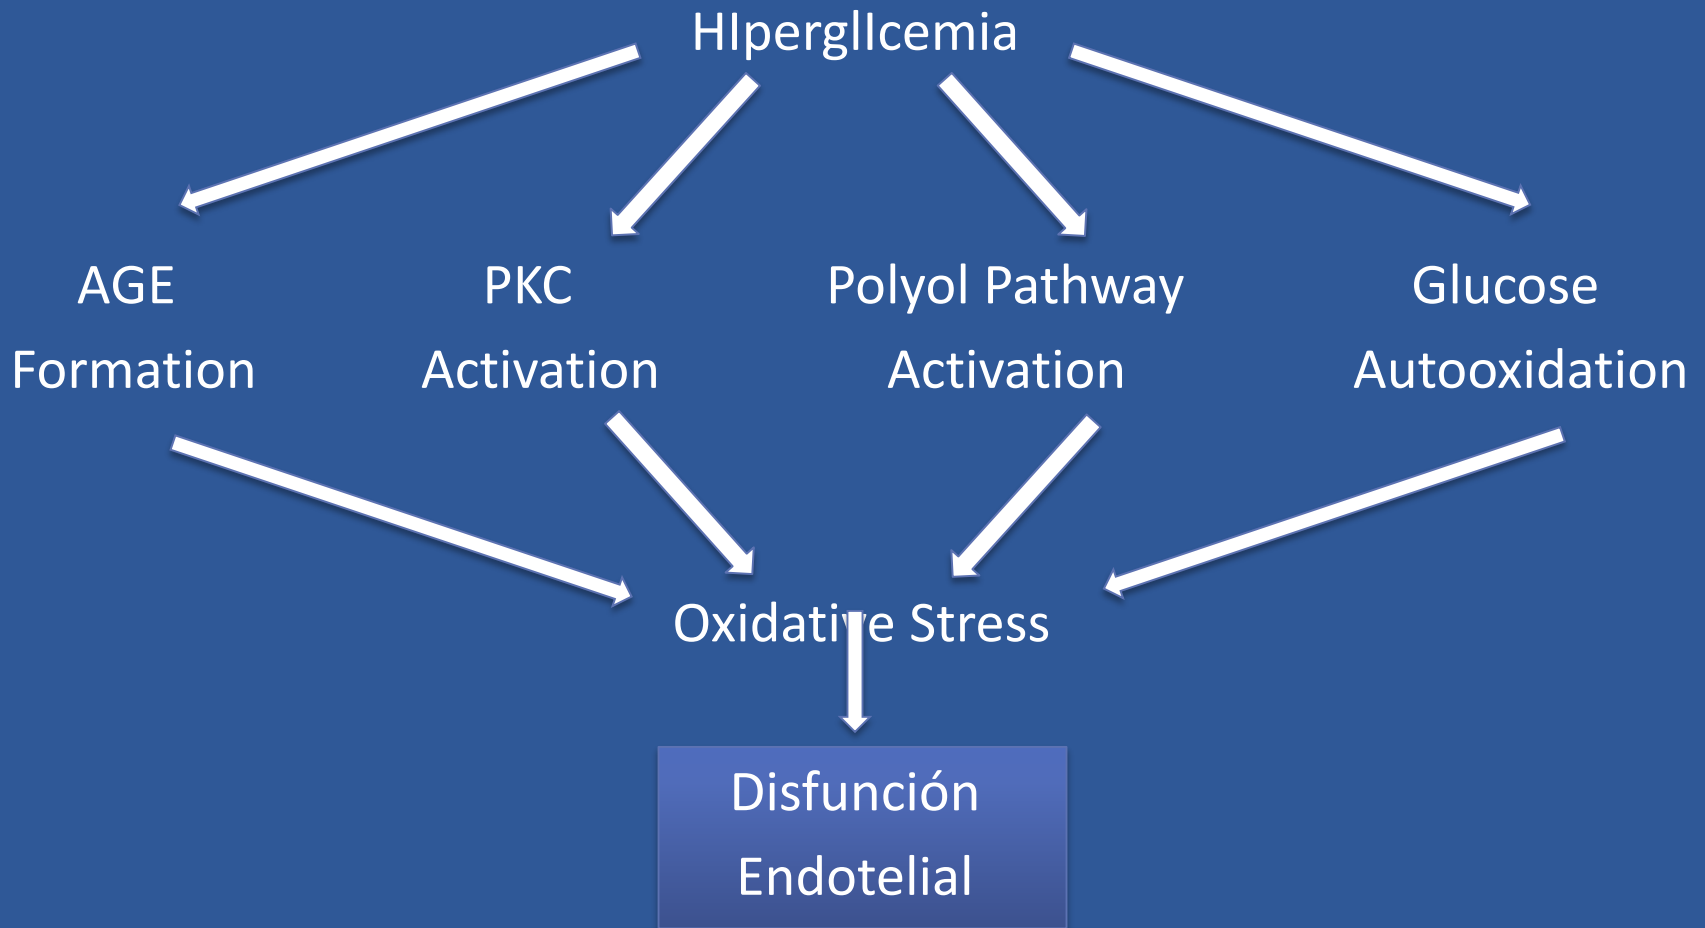 HIperglIcemia
AGE
Formation
PKC
Activation
Polyol Pathway
Activation
Glucose
Autooxidation
Oxidative Stress
Disfunción
Endotelial